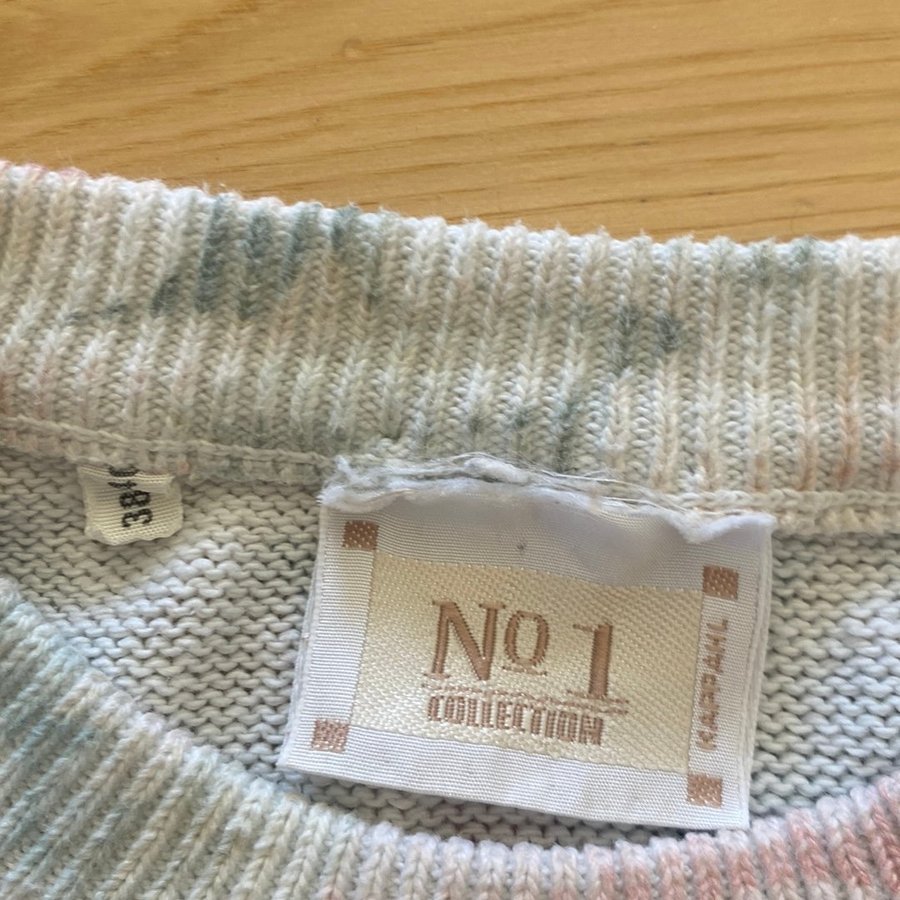 38/
No 1
COLLECTION
KAPPAHL